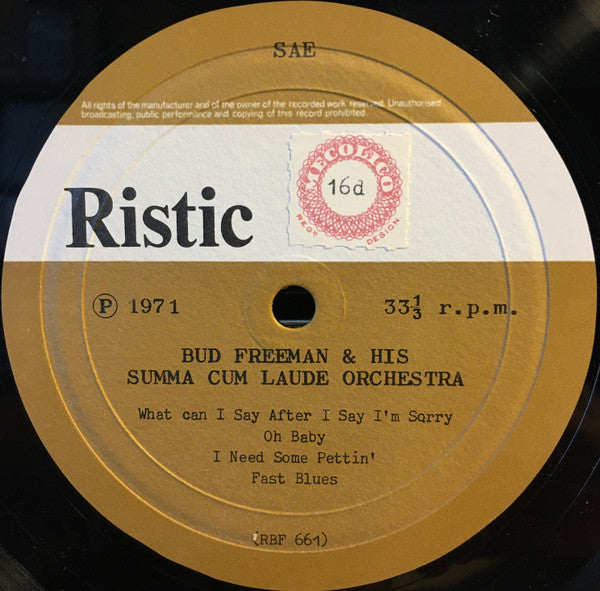 SAE
All rights of the manufacturer and of the owner of the recorded work reserved. Unauthorised
broadcasting, public performance and copying of this record prohibited.
MECOLICO
16d
REGD DESIGN
Ristic
Ⓟ 1971
33⅓ r.p.m.
BUD FREEMAN & HIS
SUMMA CUM LAUDE ORCHESTRA
What can I Say After I Say I'm Sorry
Oh Baby
I Need Some Pettin'
Fast Blues
(RBF 661)